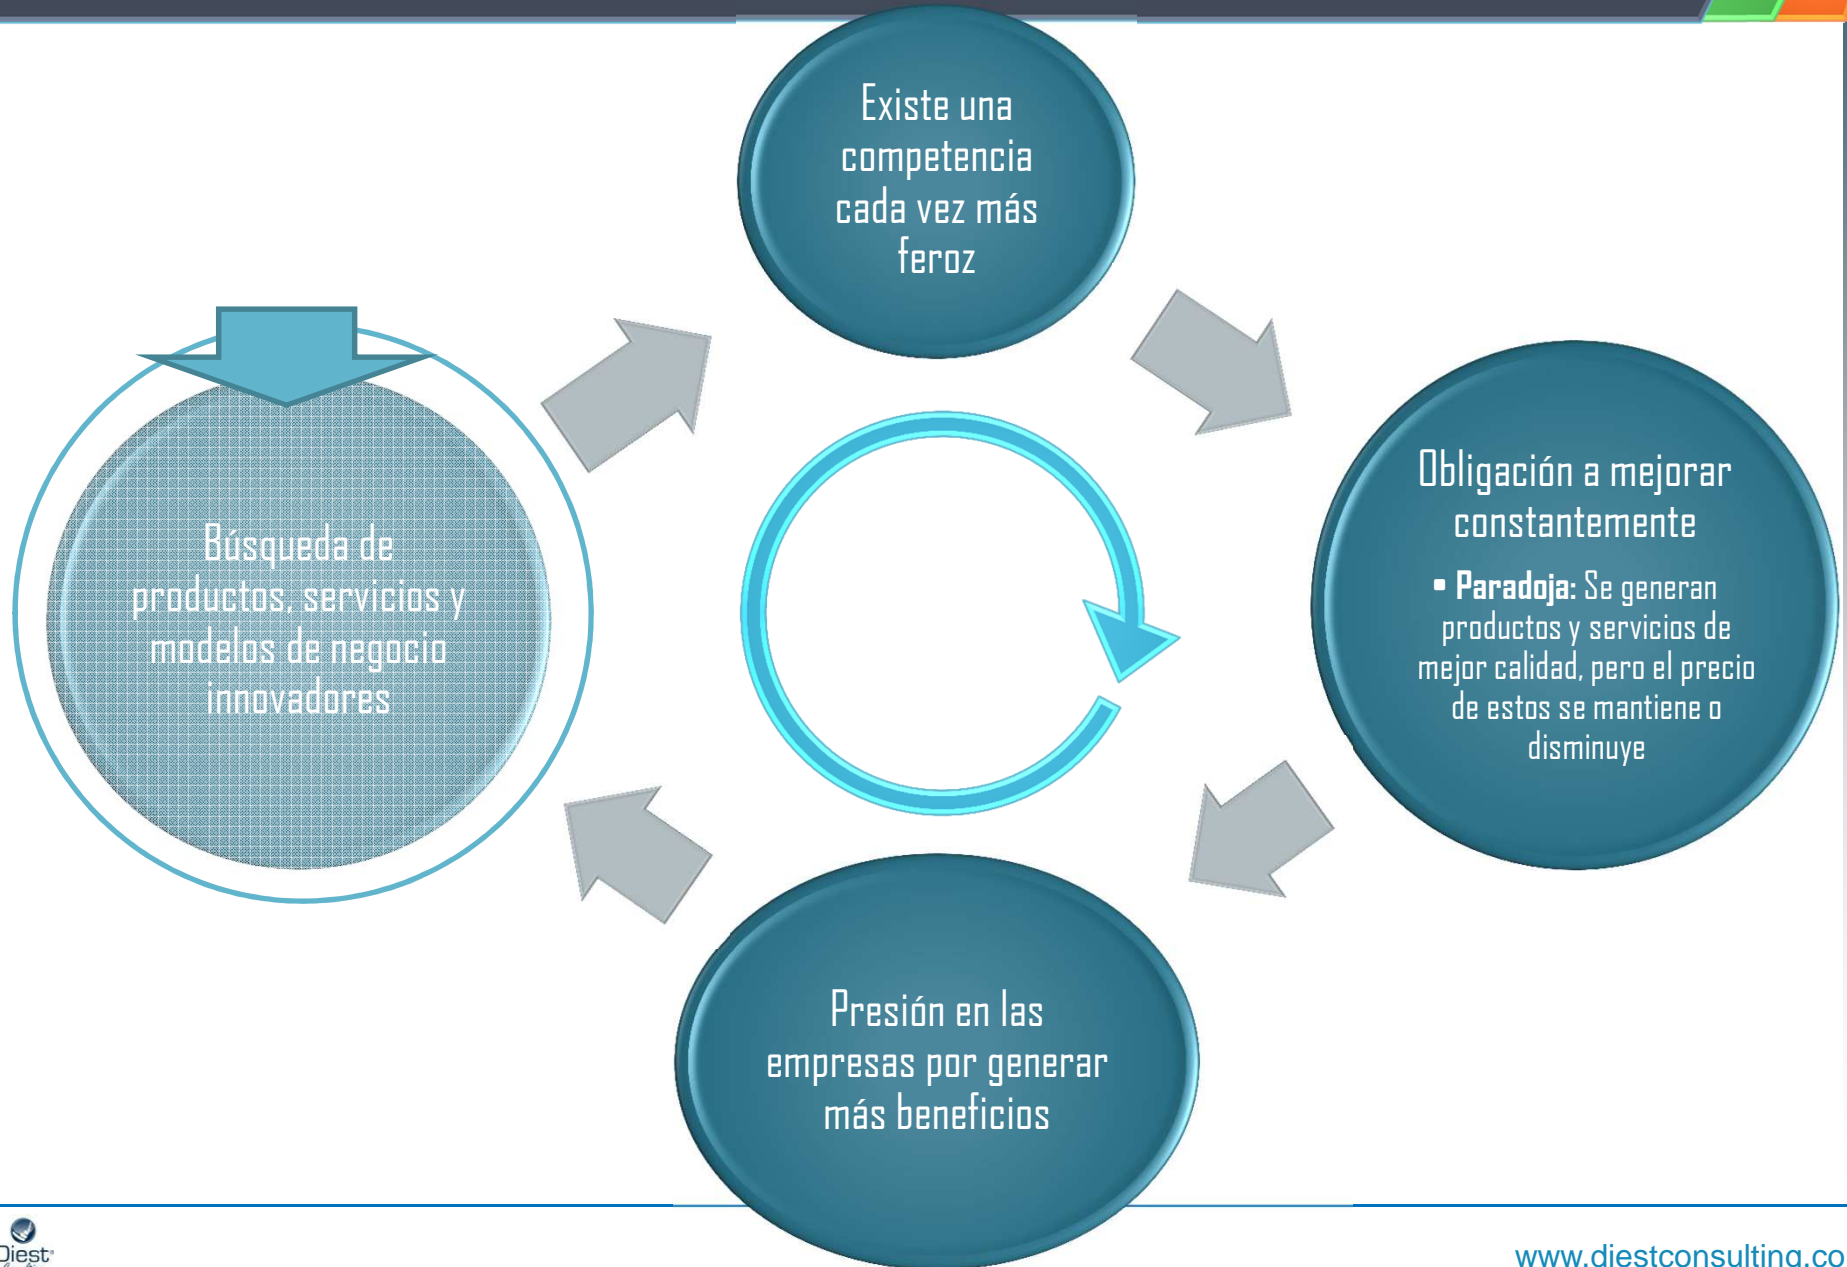 Existe una
competencia
cada vez más
feroz
Obligación a mejorar
constantemente
▪ Paradoja: Se generan
productos y servicios de
mejor calidad, pero el precio
de estos se mantiene o
disminuye
Presión en las
empresas por generar
más beneficios
Búsqueda de
productos, servicios y
modelos de negocio
innovadores
Diest
www.diestconsulting.co